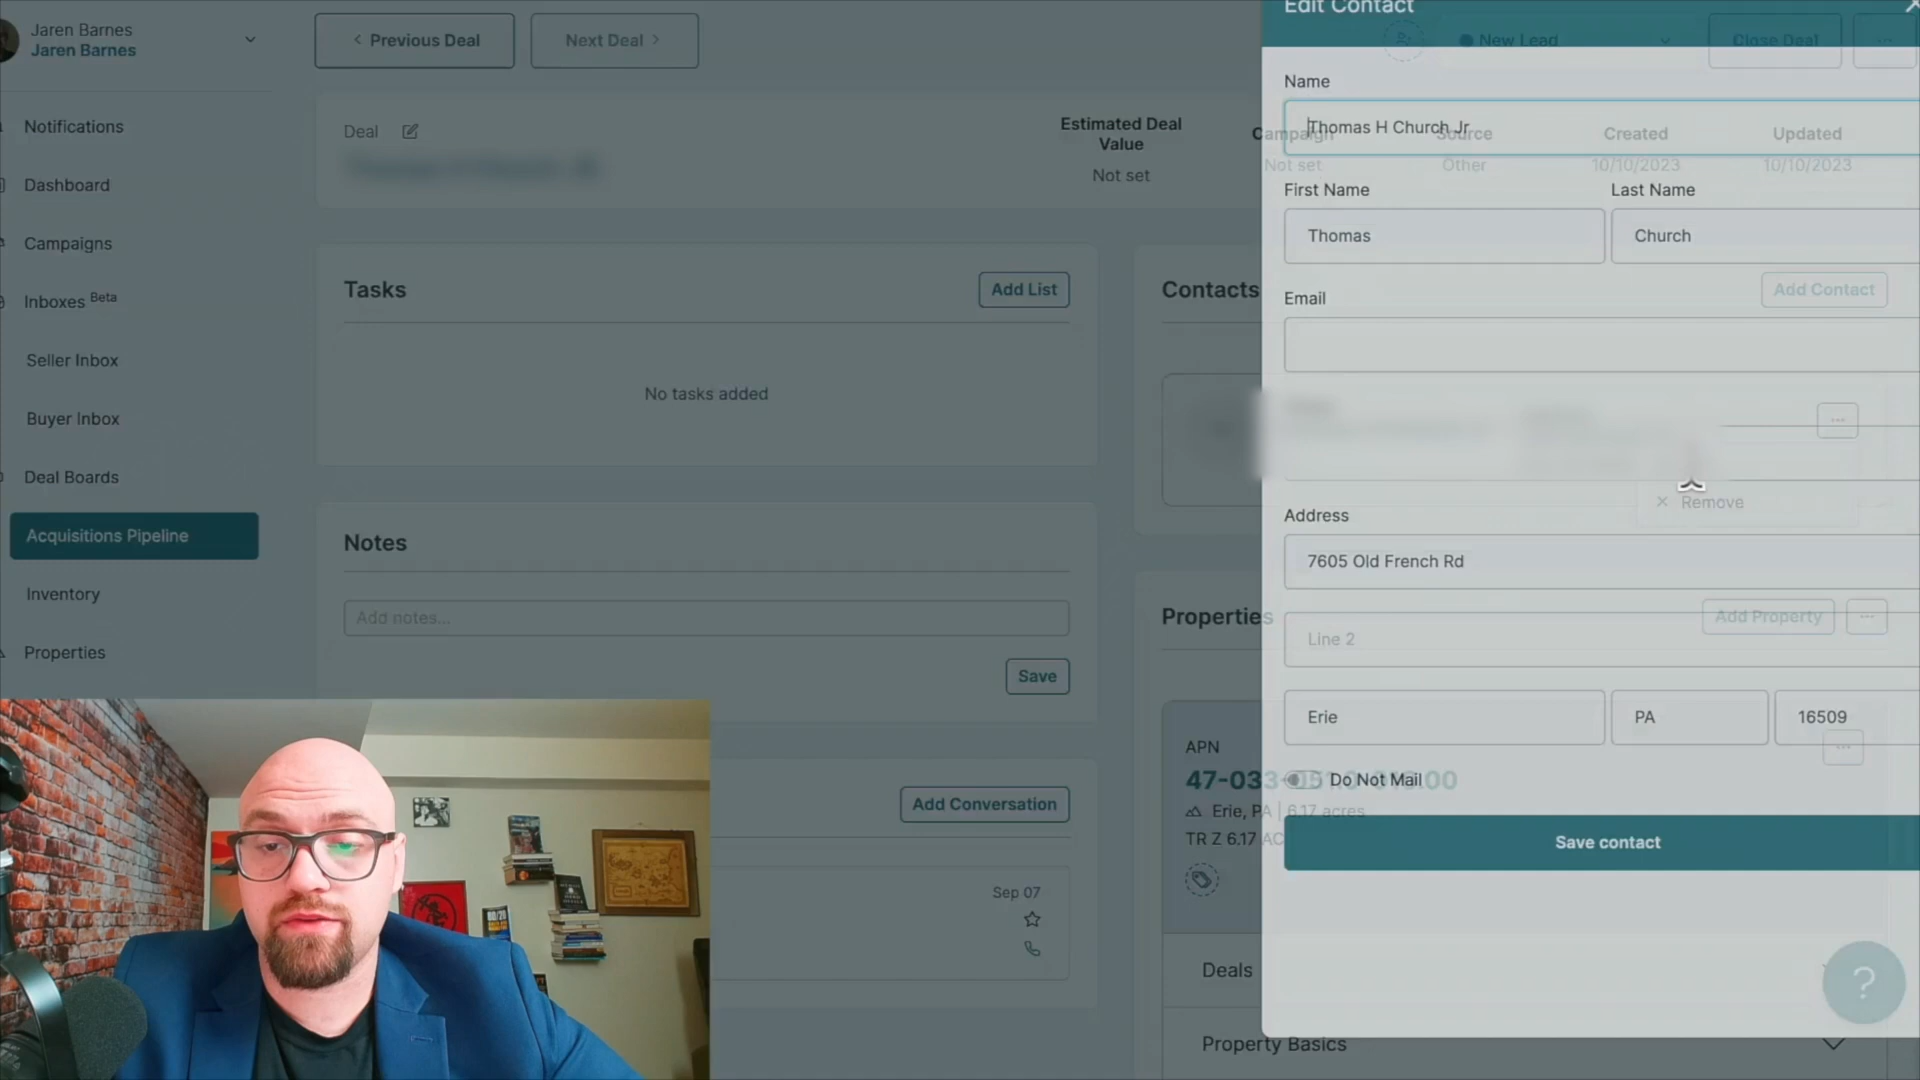 Jaren Barnes
Jaren Barnes
Notifications
Dashboard
Campaigns
Inboxes Beta
Seller Inbox
Buyer Inbox
Deal Boards
Acquisitions Pipeline
Inventory
Properties
< Previous Deal
Next Deal >
Deal
Estimated Deal
Value
Not set
Campaign
Not set
Source
Other
Created
10/10/2023
Updated
10/10/2023
New Lead
Close Deal
Tasks
Add List
No tasks added
Notes
Add notes...
Save
Add Conversation
Sep 07
Contacts
Add Contact
Remove
Properties
Add Property
APN
Erie, PA | 6.17 acres
TR Z 6.17 AC
Deals
Property Basics
Edit Contact
Name
Thomas H Church Jr
First Name
Last Name
Thomas
Church
Email
Address
7605 Old French Rd
Line 2
Erie
PA
16509
Do Not Mail
Save contact
?